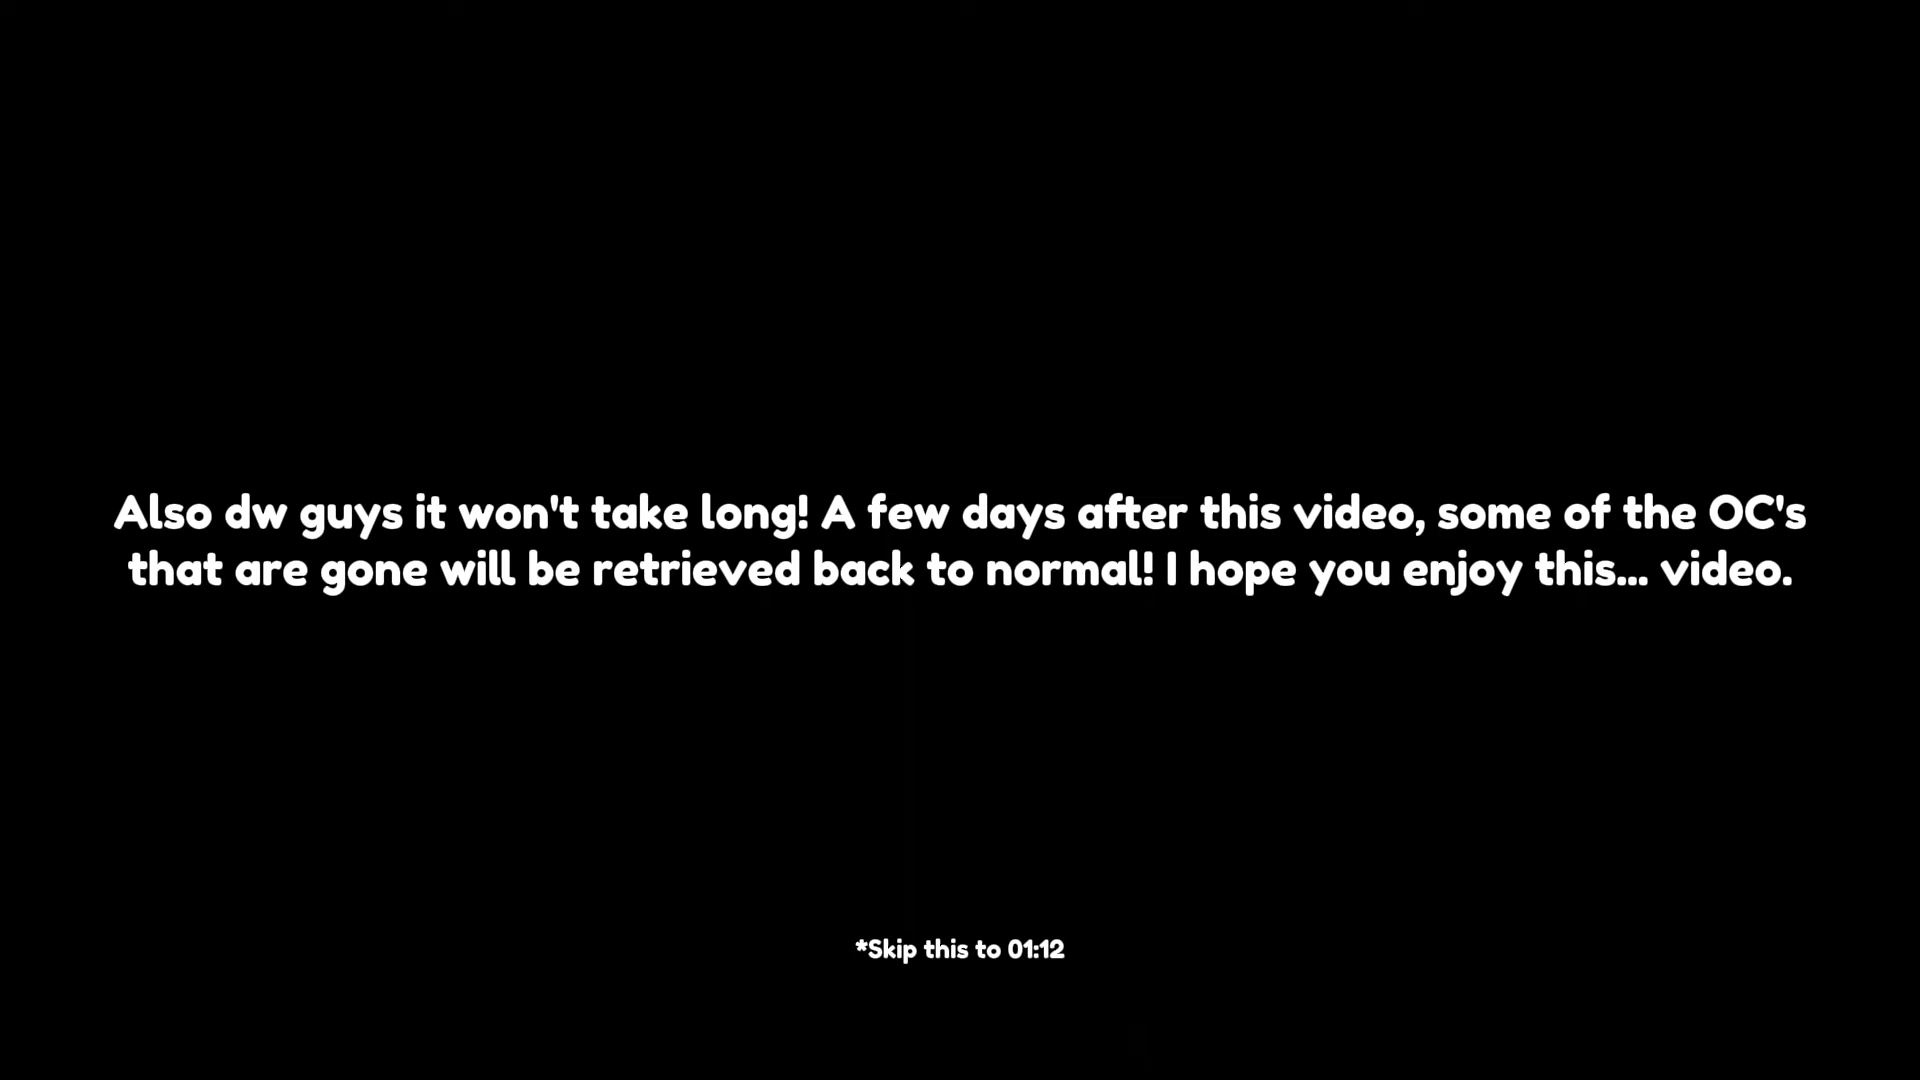 Also dw guys it won't take long! A few days after this video, some of the OC's
that are gone will be retrieved back to normal! I hope you enjoy this... video.
*Skip this to 01:12